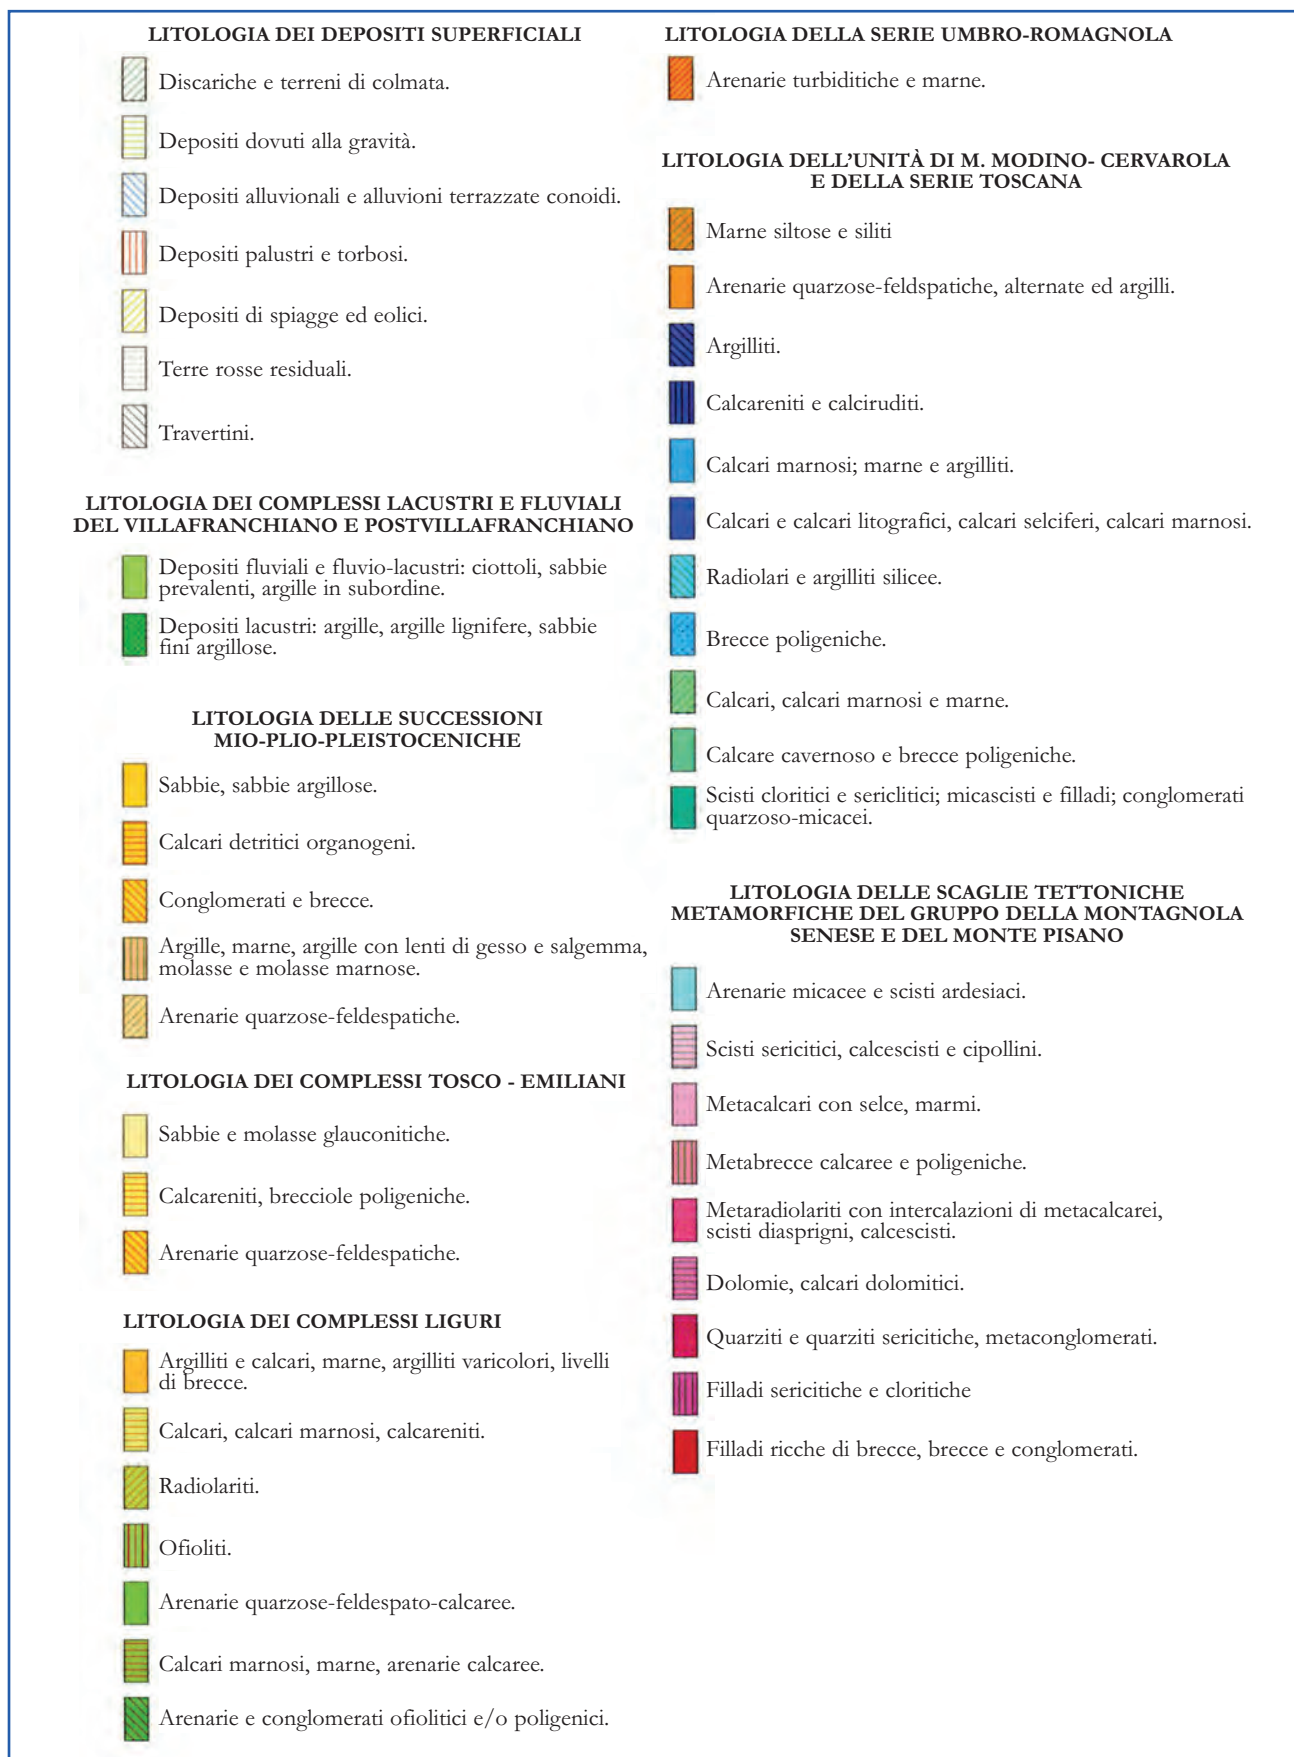 LITOLOGIA DEI DEPOSITI SUPERFICIALI
Discariche e terreni di colmata.
Depositi dovuti alla gravità.
Depositi alluvionali e alluvioni terrazzate conoidi.
Depositi palustri e torbosi.
Depositi di spiagge ed eolici.
Terre rosse residuali.
Travertini.
LITOLOGIA DEI COMPLESSI LACUSTRI E FLUVIALI
DEL VILLAFRANCHIANO E POSTVILLAFRANCHIANO
Depositi fluviali e fluvio-lacustri: ciottoli, sabbie
prevalenti, argille in subordine.
Depositi lacustri: argille, argille lignifere, sabbie
fini argillose.
LITOLOGIA DELLE SUCCESSIONI
MIO-PLIO-PLEISTOCENICHE
Sabbie, sabbie argillose.
Calcari detritici organogeni.
Conglomerati e brecce.
Argille, marne, argille con lenti di gesso e salgemma,
molasse e molasse marnose.
Arenarie quarzose-feldespatiche.
LITOLOGIA DEI COMPLESSI TOSCO - EMILIANI
Sabbie e molasse glauconitiche.
Calcareniti, brecciole poligeniche.
Arenarie quarzose-feldespatiche.
LITOLOGIA DEI COMPLESSI LIGURI
Argilliti e calcari, marne, argilliti varicolori, livelli
di brecce.
Calcari, calcari marnosi, calcareniti.
Radiolariti.
Ofioliti.
Arenarie quarzose-feldespato-calcaree.
Calcari marnosi, marne, arenarie calcaree.
Arenarie e conglomerati ofiolitici e/o poligenici.
LITOLOGIA DELLA SERIE UMBRO-ROMAGNOLA
Arenarie turbiditiche e marne.
LITOLOGIA DELL'UNITÀ DI M. MODINO- CERVAROLA
E DELLA SERIE TOSCANA
Marne siltose e siliti
Arenarie quarzose-feldspatiche, alternate ed argilli.
Argilliti.
Calcareniti e calciruditi.
Calcari marnosi; marne e argilliti.
Calcari e calcari litografici, calcari selciferi, calcari marnosi.
Radiolari e argilliti silicee.
Brecce poligeniche.
Calcari, calcari marnosi e marne.
Calcare cavernoso e brecce poligeniche.
Scisti cloritici e sericlitici; micascisti e filladi; conglomerati
quarzoso-micacei.
LITOLOGIA DELLE SCAGLIE TETTONICHE
METAMORFICHE DEL GRUPPO DELLA MONTAGNOLA
SENESE E DEL MONTE PISANO
Arenarie micacee e scisti ardesiaci.
Scisti sericitici, calcescisti e cipollini.
Metacalcari con selce, marmi.
Metabrecce calcaree e poligeniche.
Metaradiolariti con intercalazioni di metacalcarei,
scisti diasprigni, calcescisti.
Dolomie, calcari dolomitici.
Quarziti e quarziti sericitiche, metaconglomerati.
Filladi sericitiche e cloritiche
Filladi ricche di brecce, brecce e conglomerati.